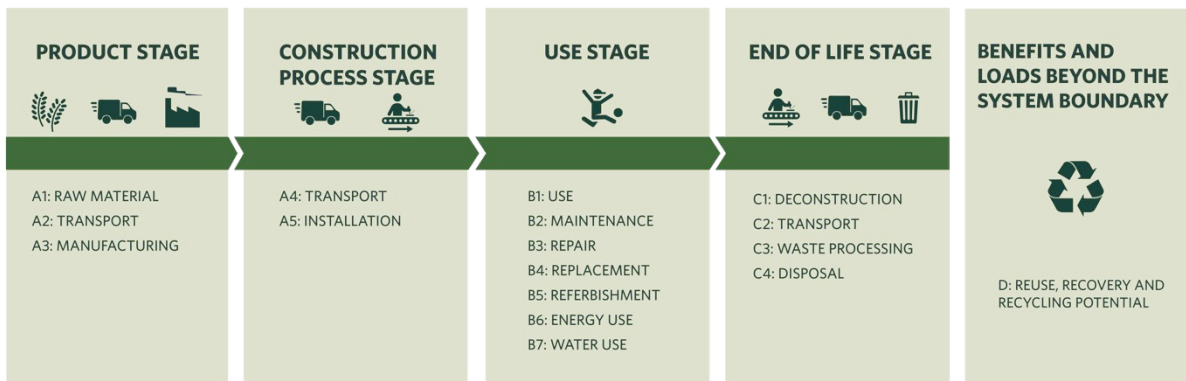 PRODUCT STAGE
A1: RAW MATERIAL
A2: TRANSPORT
A3: MANUFACTURING
CONSTRUCTION
PROCESS STAGE
A4: TRANSPORT
A5: INSTALLATION
USE STAGE
B1: USE
B2: MAINTENANCE
B3: REPAIR
B4: REPLACEMENT
B5: REFERBISHMENT
B6: ENERGY USE
B7: WATER USE
END OF LIFE STAGE
C1: DECONSTRUCTION
C2: TRANSPORT
C3: WASTE PROCESSING
C4: DISPOSAL
BENEFITS AND
LOADS BEYOND THE
SYSTEM BOUNDARY
D: REUSE, RECOVERY AND
RECYCLING POTENTIAL